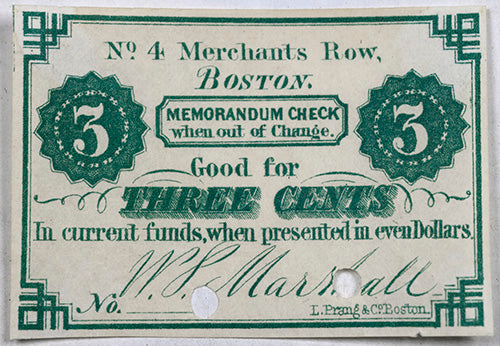 No. 4 Merchants Row,
BOSTON.
MEMORANDUM CHECK
when out of Change.
3 3
Good for
THREE CENTS
In current funds, when presented in even Dollars.
W. S. Marshall
No.
L. Prang & Co. Boston.